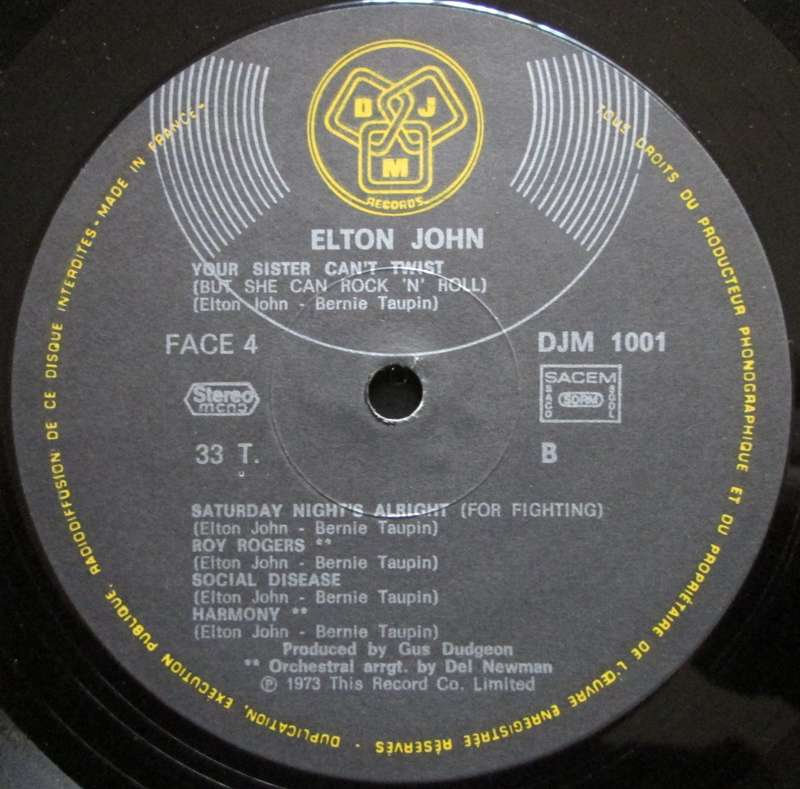 D J
M
RECORDS
ELTON JOHN
YOUR SISTER CAN'T TWIST
(BUT SHE CAN ROCK 'N' ROLL)
(Elton John - Bernie Taupin)
FACE 4
DJM 1001
Stereo
mono
SACEM
SACD
SDRM
SGDL
33 T.
B
SATURDAY NIGHT'S ALRIGHT (FOR FIGHTING)
(Elton John - Bernie Taupin)
ROY ROGERS **
(Elton John - Bernie Taupin)
SOCIAL DISEASE
(Elton John - Bernie Taupin)
HARMONY **
(Elton John - Bernie Taupin)
Produced by Gus Dudgeon
** Orchestral arrgt. by Del Newman
℗ 1973 This Record Co. Limited
TOUS DROITS DU PRODUCTEUR PHONOGRAPHIQUE ET DU PROPRIÉTAIRE DE L'ŒUVRE ENREGISTRÉE RÉSERVÉS - DUPLICATION, EXÉCUTION PUBLIQUE, RADIODIFFUSION DE CE DISQUE INTERDITES - MADE IN FRANCE -